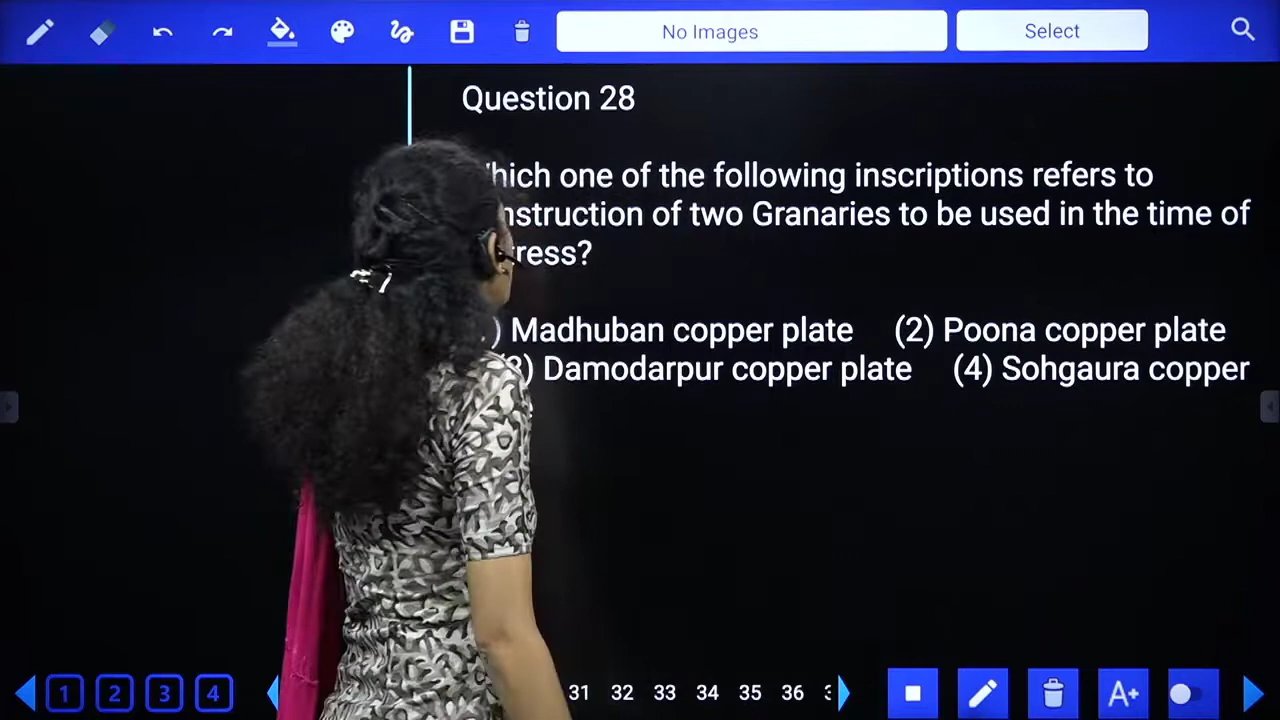 No Images
Select
Question 28
hich one of the following inscriptions refers to
nstruction of two Granaries to be used in the time of
tress?
) Madhuban copper plate (2) Poona copper plate
3) Damodarpur copper plate (4) Sohgaura copper
1 2 3 4 31 32 33 34 35 36
A+